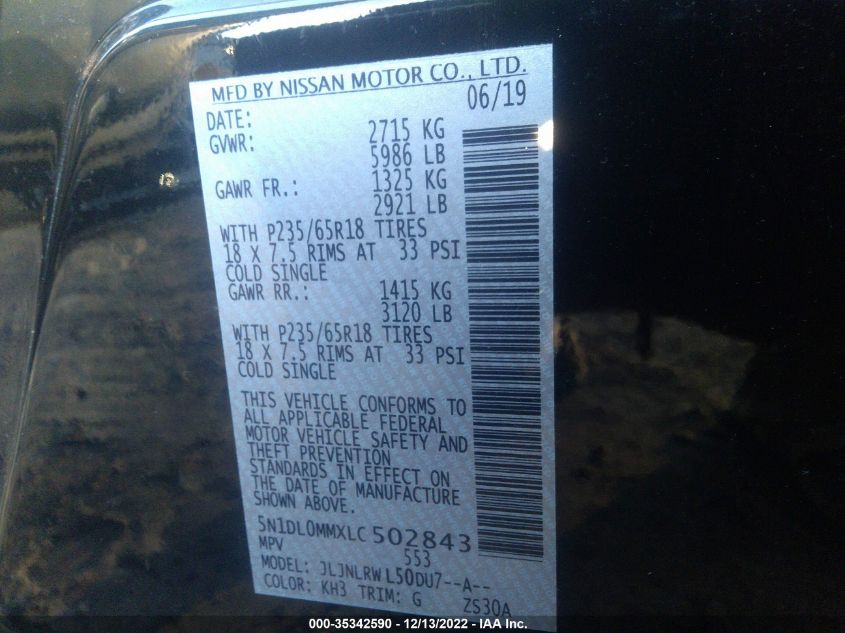 MFD BY NISSAN MOTOR CO., LTD.
DATE: 06/19
GVWR: 2715 KG
5986 LB
GAWR FR.: 1325 KG
2921 LB
WITH P235/65R18 TIRES
18 X 7.5 RIMS AT 33 PSI
COLD SINGLE
GAWR RR.: 1415 KG
3120 LB
WITH P235/65R18 TIRES
18 X 7.5 RIMS AT 33 PSI
COLD SINGLE
THIS VEHICLE CONFORMS TO
ALL APPLICABLE FEDERAL
MOTOR VEHICLE SAFETY AND
THEFT PREVENTION
STANDARDS IN EFFECT ON
THE DATE OF MANUFACTURE
SHOWN ABOVE.
5N1DL0MMXLC 502843
MPV 553
MODEL: JLJNLRW L50DU7--A--
COLOR: KH3 TRIM: G ZS30A
000-35342590 - 12/13/2022 - IAA Inc.